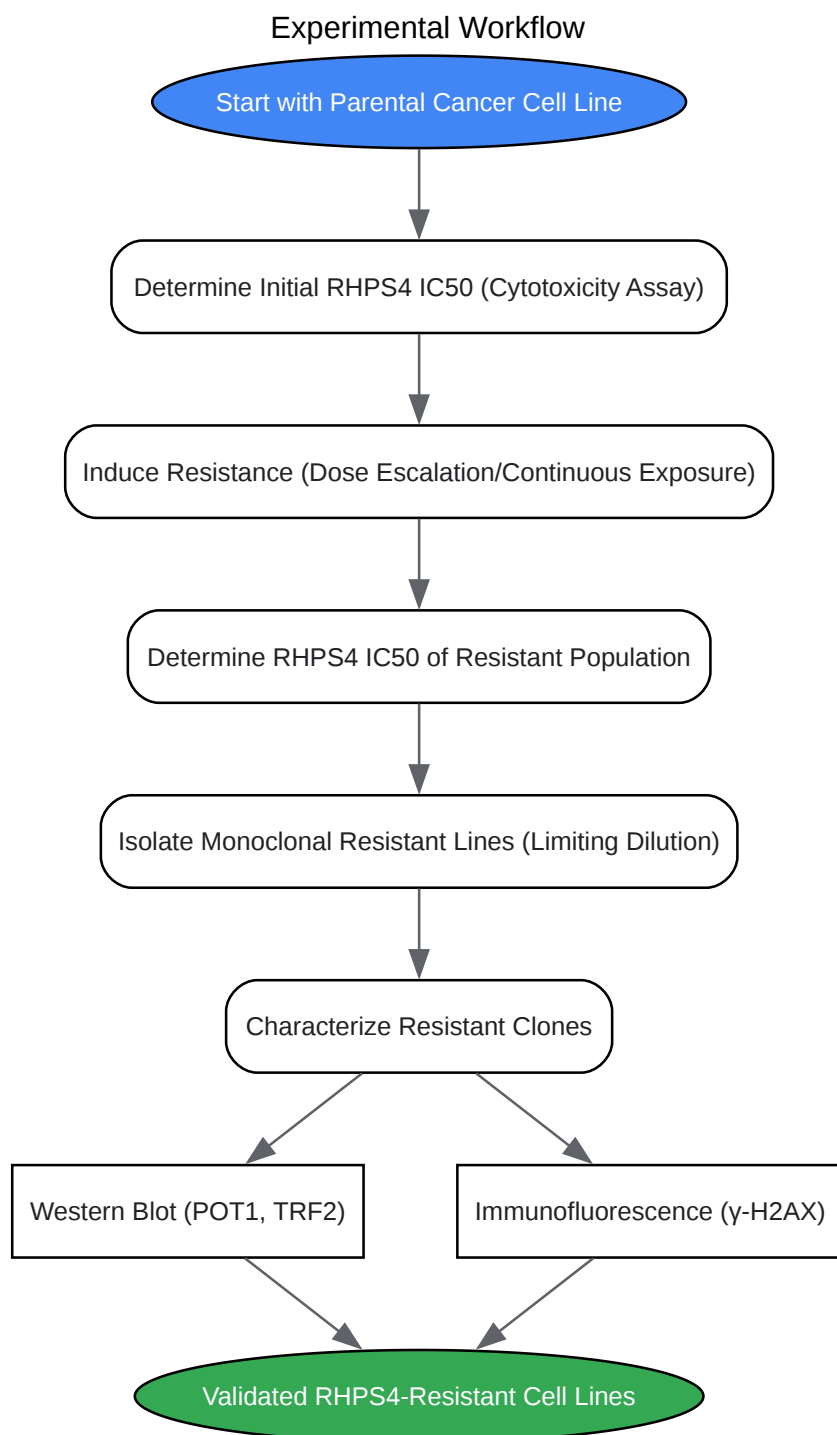 Experimental Workflow
Start with Parental Cancer Cell Line
Determine Initial RHPS4 IC50 (Cytotoxicity Assay)
Induce Resistance (Dose Escalation/Continuous Exposure)
Determine RHPS4 IC50 of Resistant Population
Isolate Monoclonal Resistant Lines (Limiting Dilution)
Characterize Resistant Clones
Western Blot (POT1, TRF2)
Immunofluorescence (γ-H2AX)
Validated RHPS4-Resistant Cell Lines